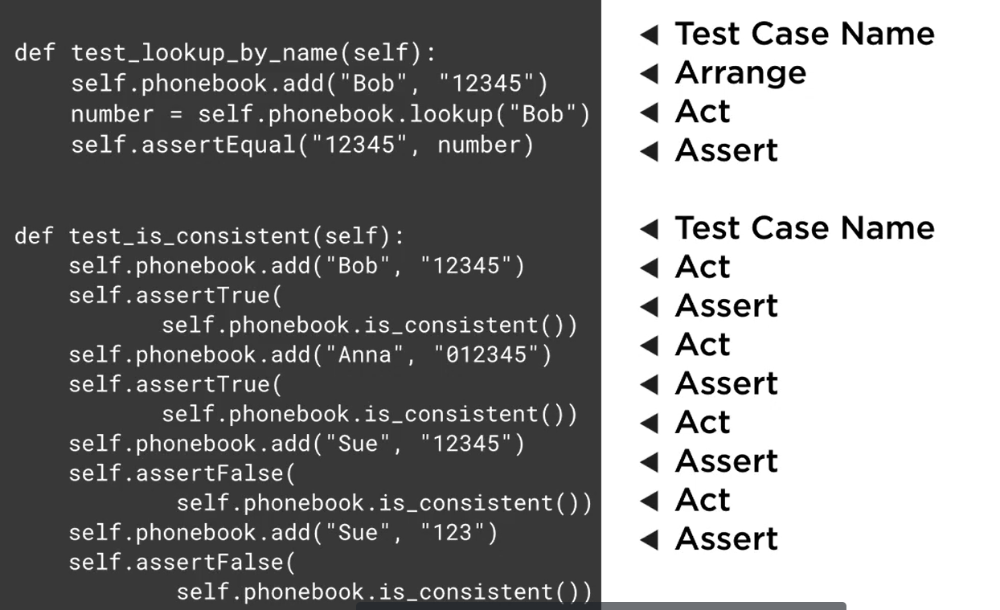 def test_lookup_by_name(self):
    self.phonebook.add("Bob", "12345")
    number = self.phonebook.lookup("Bob")
    self.assertEqual("12345", number)
def test_is_consistent(self):
    self.phonebook.add("Bob", "12345")
    self.assertTrue(
            self.phonebook.is_consistent())
    self.phonebook.add("Anna", "012345")
    self.assertTrue(
            self.phonebook.is_consistent())
    self.phonebook.add("Sue", "12345")
    self.assertFalse(
            self.phonebook.is_consistent())
    self.phonebook.add("Sue", "123")
    self.assertFalse(
            self.phonebook.is_consistent())
◀ Test Case Name
◀ Arrange
◀ Act
◀ Assert
◀ Test Case Name
◀ Act
◀ Assert
◀ Act
◀ Assert
◀ Act
◀ Assert
◀ Act
◀ Assert